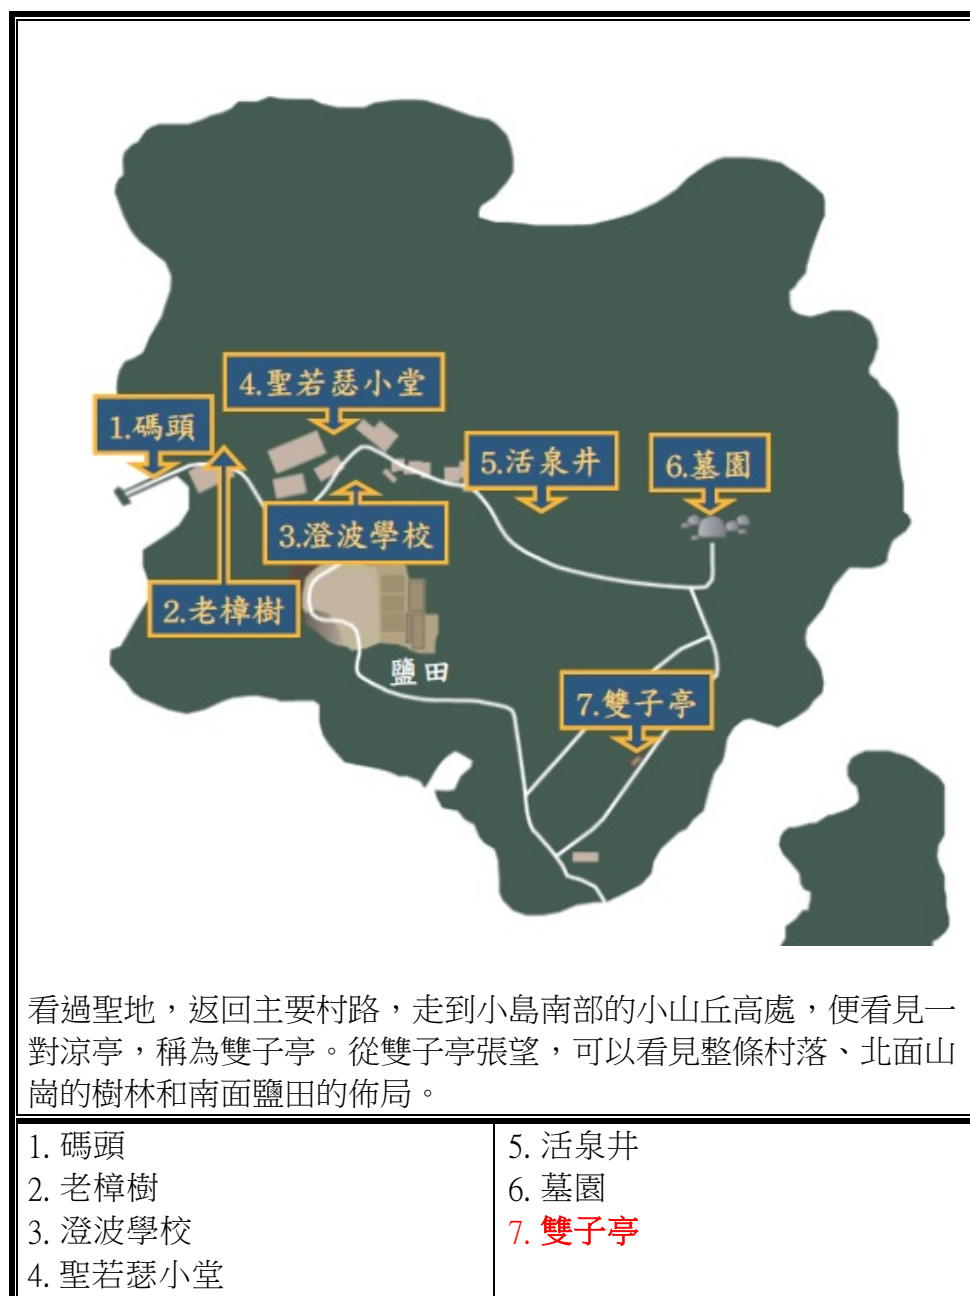 4.聖若瑟小堂
1.碼頭
5.活泉井
6.墓園
3.澄波學校
2.老樟樹
鹽田
7.雙子亭
看過聖地，返回主要村路，走到小島南部的小山丘高處，便看見一
對涼亭，稱為雙子亭。從雙子亭張望，可以看見整條村落、北面山
崗的樹林和南面鹽田的佈局。
1. 碼頭
2. 老樟樹
3. 澄波學校
4. 聖若瑟小堂
5. 活泉井
6. 墓園
7. 雙子亭